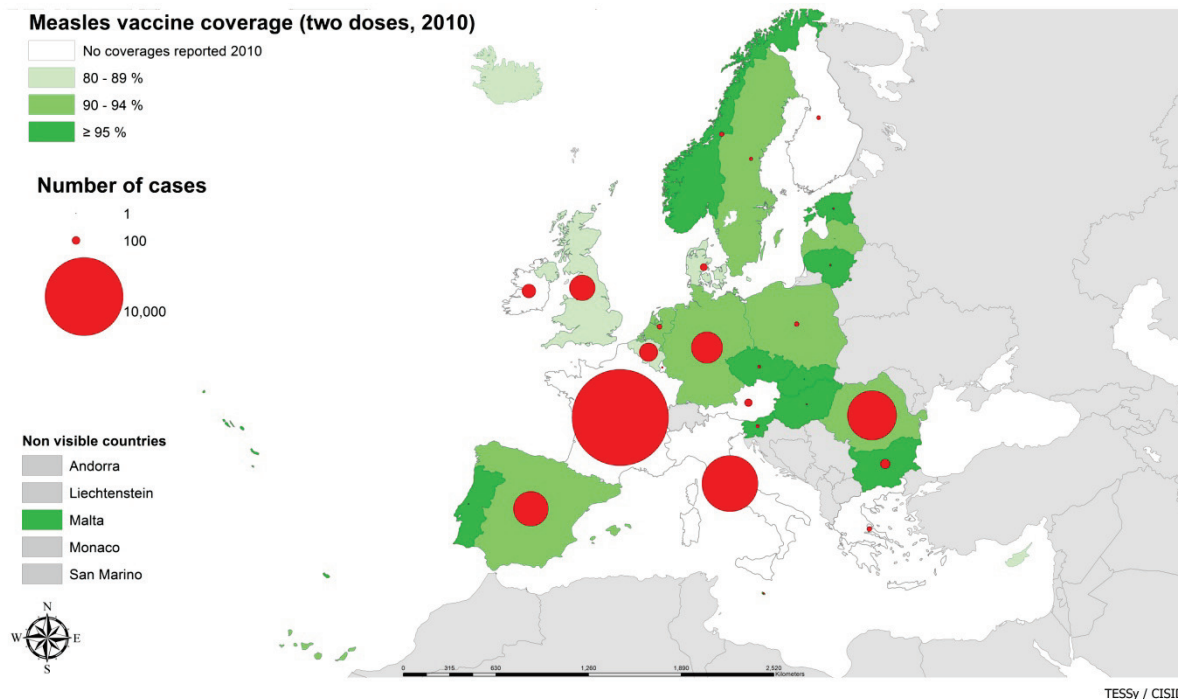 Measles vaccine coverage (two doses, 2010)
No coverages reported 2010
80 - 89 %
90 - 94 %
≥ 95 %
Number of cases
1
100
10,000
Non visible countries
Andorra
Liechtenstein
Malta
Monaco
San Marino
N
W E
S
0 315 630 1,260 1,890 2,520
Kilometers
TESSy / CISID